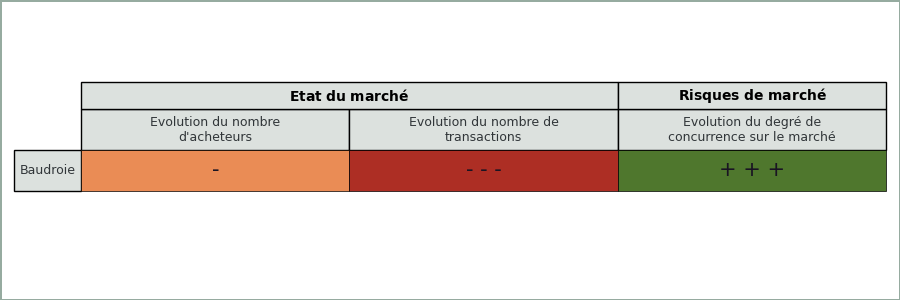 Etat du marché
Risques de marché
Evolution du nombre
d'acheteurs
Evolution du nombre de
transactions
Evolution du degré de
concurrence sur le marché
Baudroie
-
- - -
+ + +